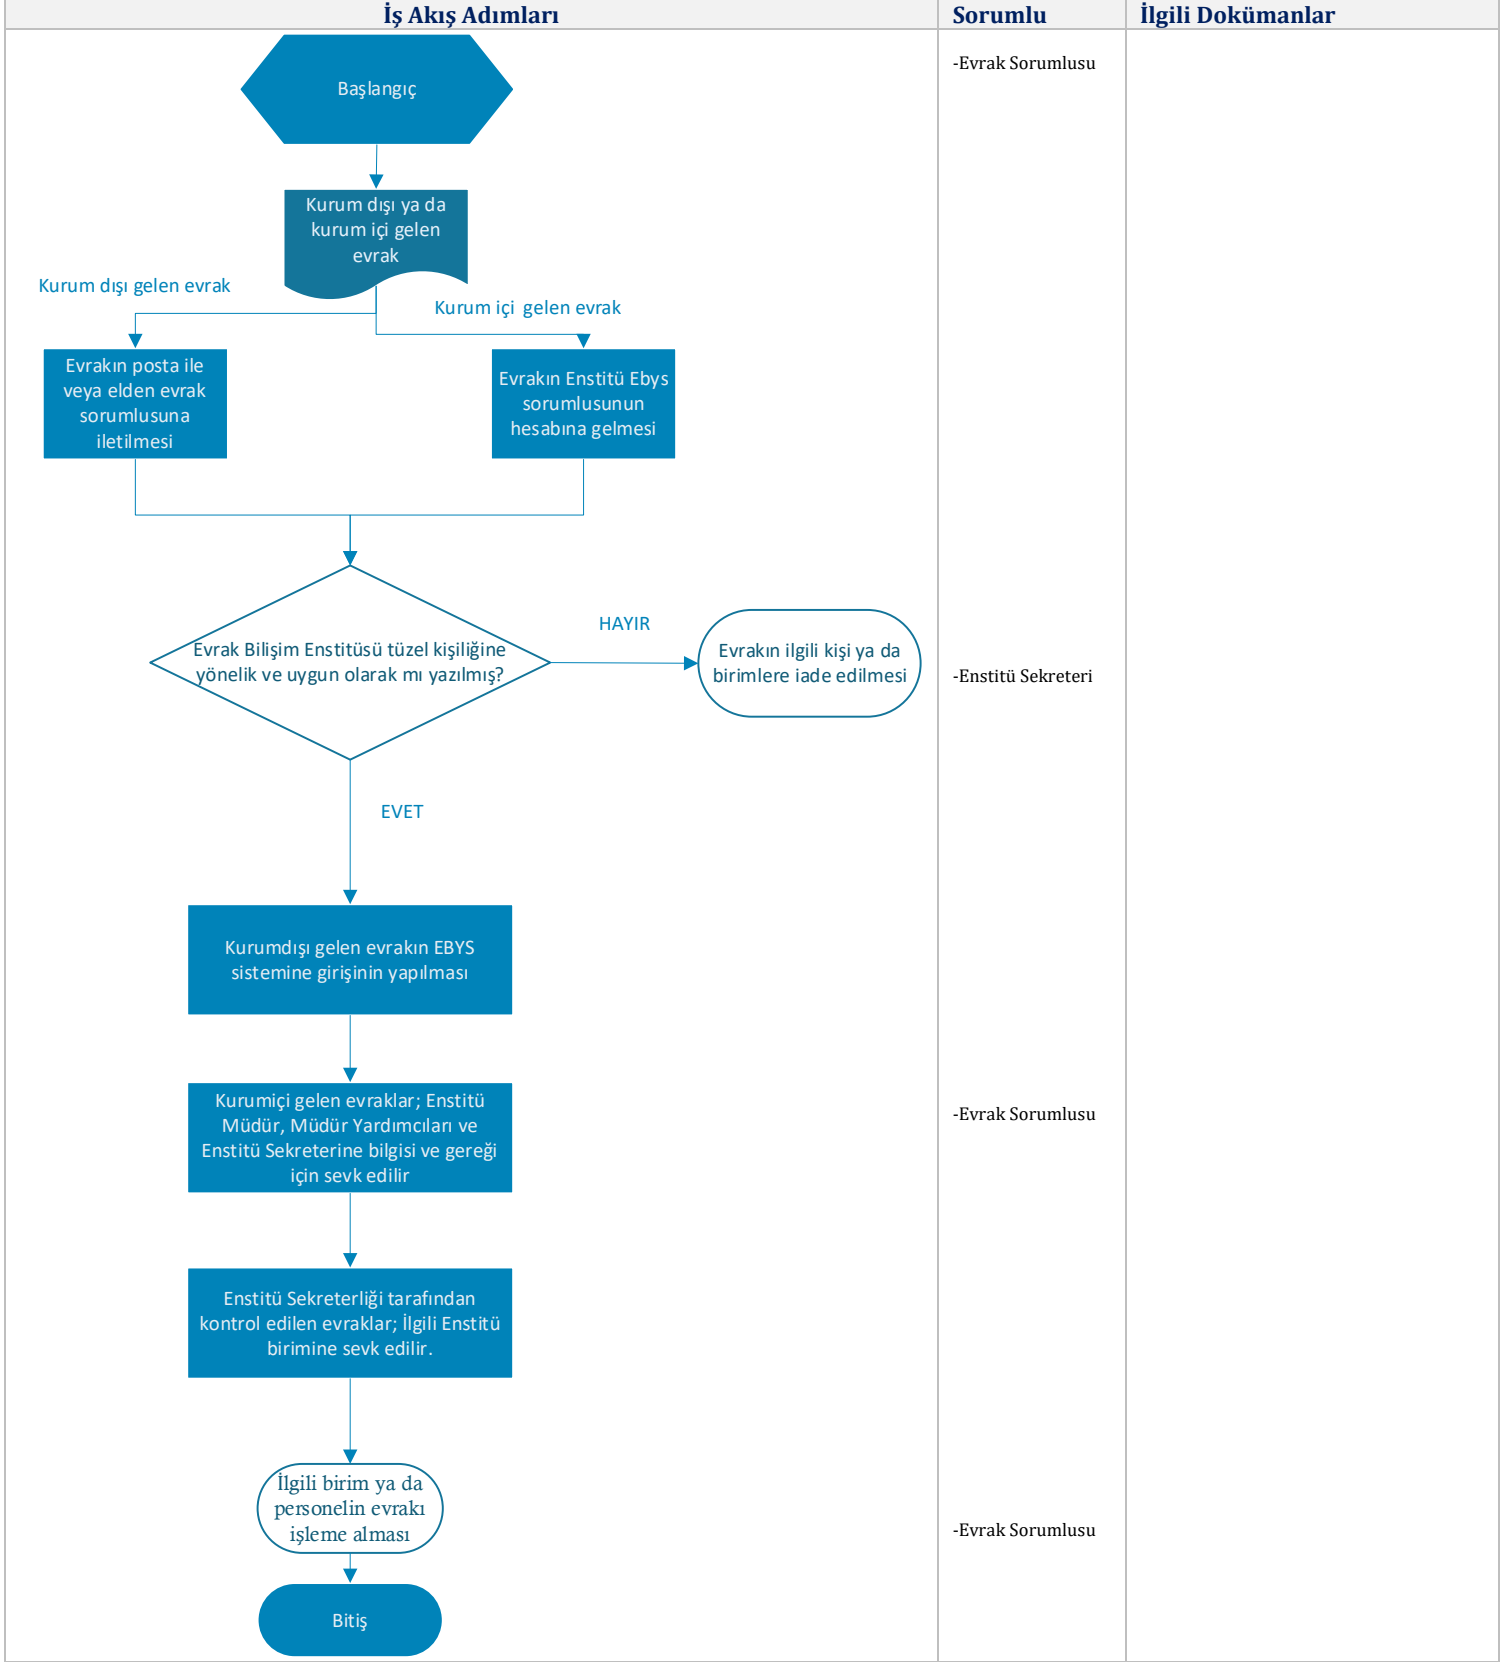 İş Akış Adımları
Sorumlu
İlgili Dokümanlar
Başlangıç
-Evrak Sorumlusu
Kurum dışı ya da
kurum içi gelen
evrak
Kurum dışı gelen evrak
Kurum içi  gelen evrak
Evrakın posta ile
veya elden evrak
sorumlusuna
iletilmesi
Evrakın Enstitü Ebys
sorumlusunun
hesabına gelmesi
Evrak Bilişim Enstitüsü tüzel kişiliğine
yönelik ve uygun olarak mı yazılmış?
HAYIR
Evrakın ilgili kişi ya da
birimlere iade edilmesi
-Enstitü Sekreteri
EVET
Kurumdışı gelen evrakın EBYS
sistemine girişinin yapılması
Kurumiçi gelen evraklar; Enstitü
Müdür, Müdür Yardımcıları ve
Enstitü Sekreterine bilgisi ve gereği
için sevk edilir
-Evrak Sorumlusu
Enstitü Sekreterliği tarafından
kontrol edilen evraklar; İlgili Enstitü
birimine sevk edilir.
İlgili birim ya da
personelin evrakı
işleme alması
-Evrak Sorumlusu
Bitiş